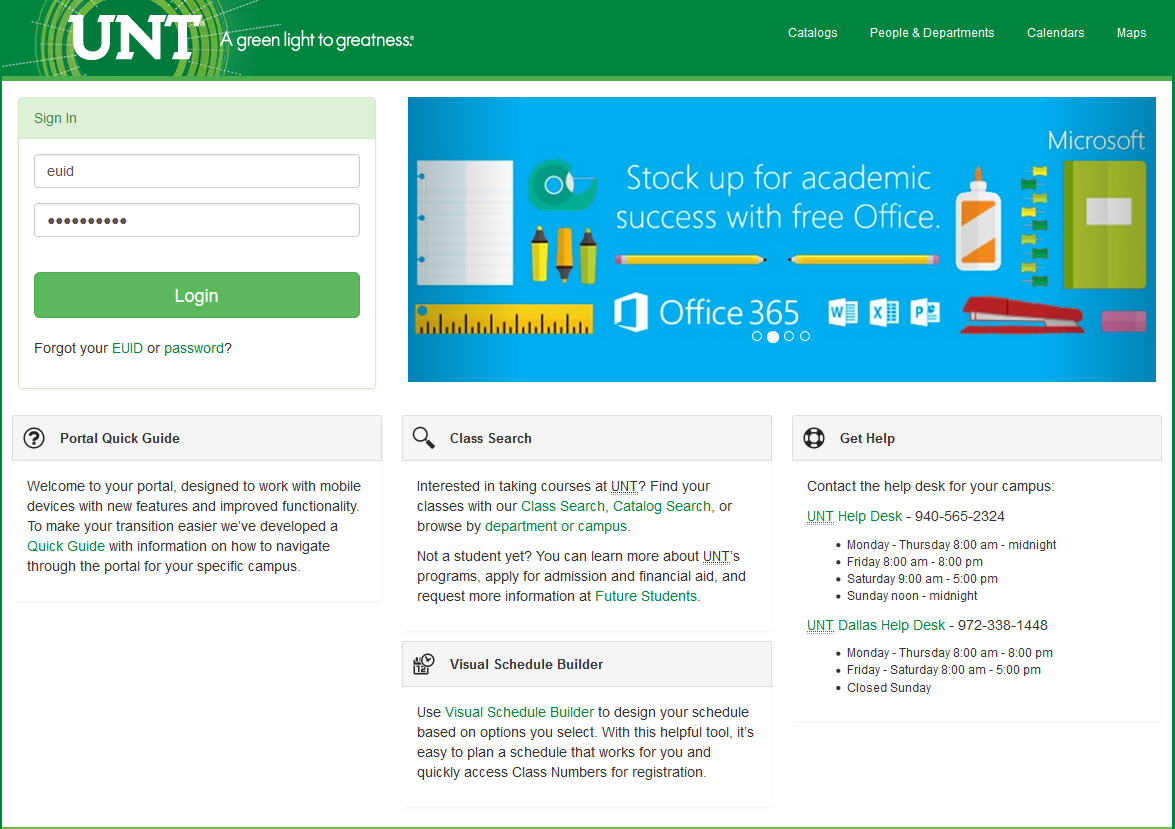 UNT® A green light to greatness.®
Catalogs People & Departments Calendars Maps
Sign In
euid
••••••••••
Login
Forgot your EUID or password?
Microsoft
Stock up for academic
success with free Office.
Office 365
W X P
Portal Quick Guide
Welcome to your portal, designed to work with mobile
devices with new features and improved functionality.
To make your transition easier we've developed a
Quick Guide with information on how to navigate
through the portal for your specific campus.
Class Search
Interested in taking courses at UNT? Find your
classes with our Class Search, Catalog Search, or
browse by department or campus.
Not a student yet? You can learn more about UNT's
programs, apply for admission and financial aid, and
request more information at Future Students.
12
Visual Schedule Builder
Use Visual Schedule Builder to design your schedule
based on options you select. With this helpful tool, it's
easy to plan a schedule that works for you and
quickly access Class Numbers for registration.
Get Help
Contact the help desk for your campus:
UNT Help Desk - 940-565-2324
• Monday - Thursday 8:00 am - midnight
• Friday 8:00 am - 8:00 pm
• Saturday 9:00 am - 5:00 pm
• Sunday noon - midnight
UNT Dallas Help Desk - 972-338-1448
• Monday - Thursday 8:00 am - 8:00 pm
• Friday - Saturday 8:00 am - 5:00 pm
• Closed Sunday